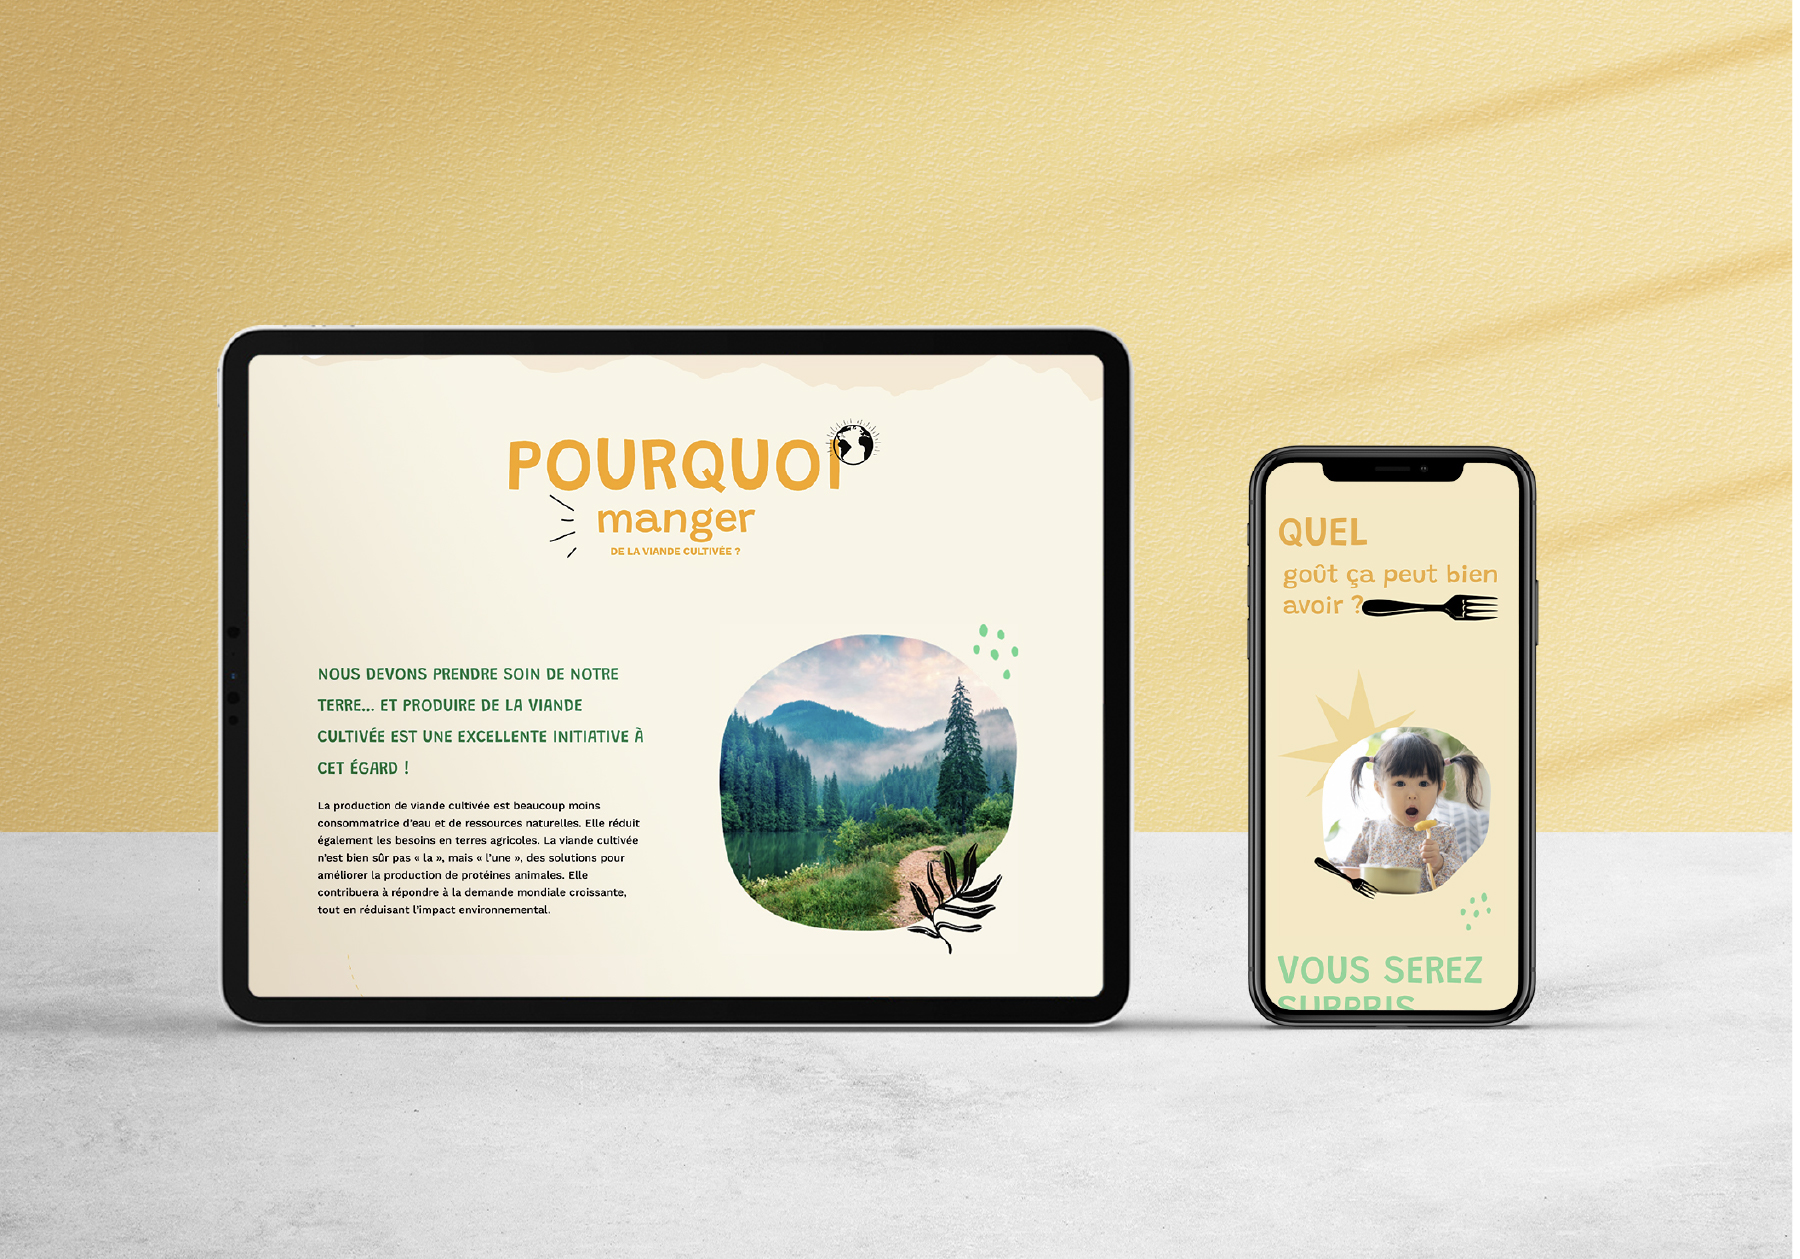 POURQUOI
manger
DE LA VIANDE CULTIVÉE ?
NOUS DEVONS PRENDRE SOIN DE NOTRE
TERRE... ET PRODUIRE DE LA VIANDE
CULTIVÉE EST UNE EXCELLENTE INITIATIVE À
CET ÉGARD !
La production de viande cultivée est beaucoup moins
consommatrice d'eau et de ressources naturelles. Elle réduit
également les besoins en terres agricoles. La viande cultivée
n'est bien sûr pas « la », mais « l'une », des solutions pour
améliorer la production de protéines animales. Elle
contribuera à répondre à la demande mondiale croissante,
tout en réduisant l'impact environnemental.
QUEL
goût ça peut bien
avoir ?
VOUS SEREZ
SURPRIS